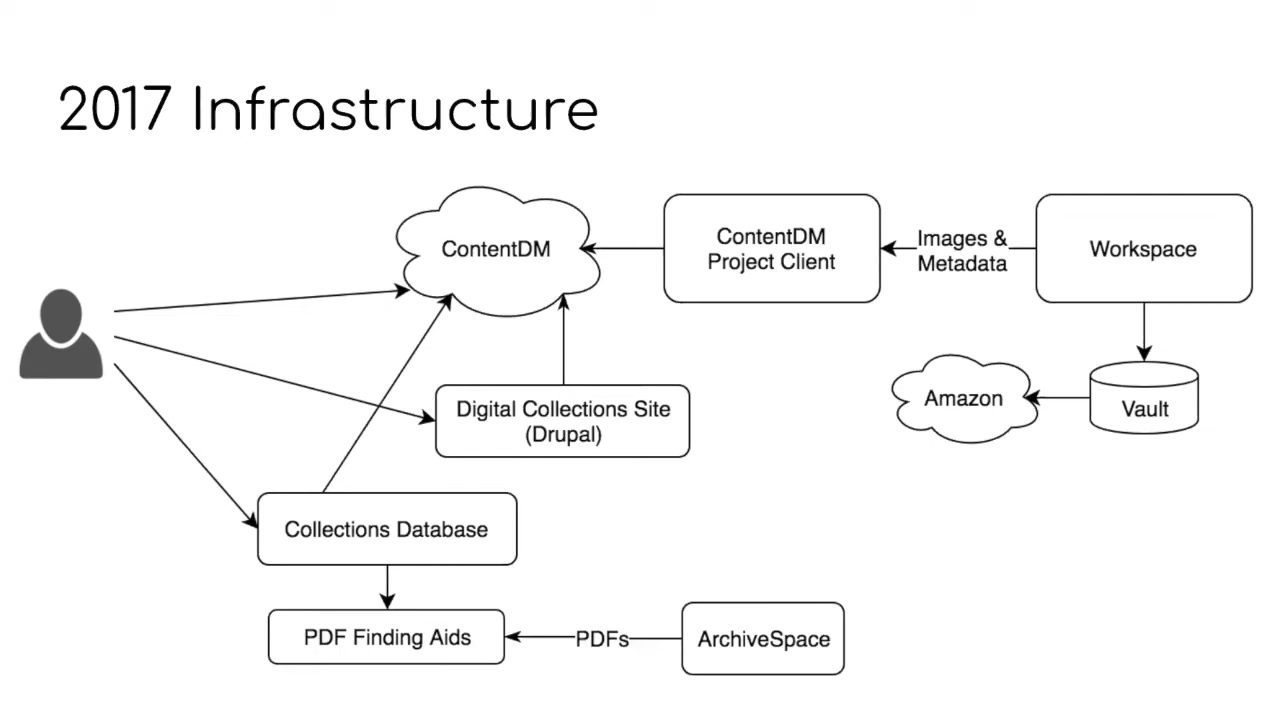 2017 Infrastructure
ContentDM
ContentDM
Project Client
Images &
Metadata
Workspace
Amazon
Vault
Digital Collections Site
(Drupal)
Collections Database
PDF Finding Aids
PDFs
ArchiveSpace